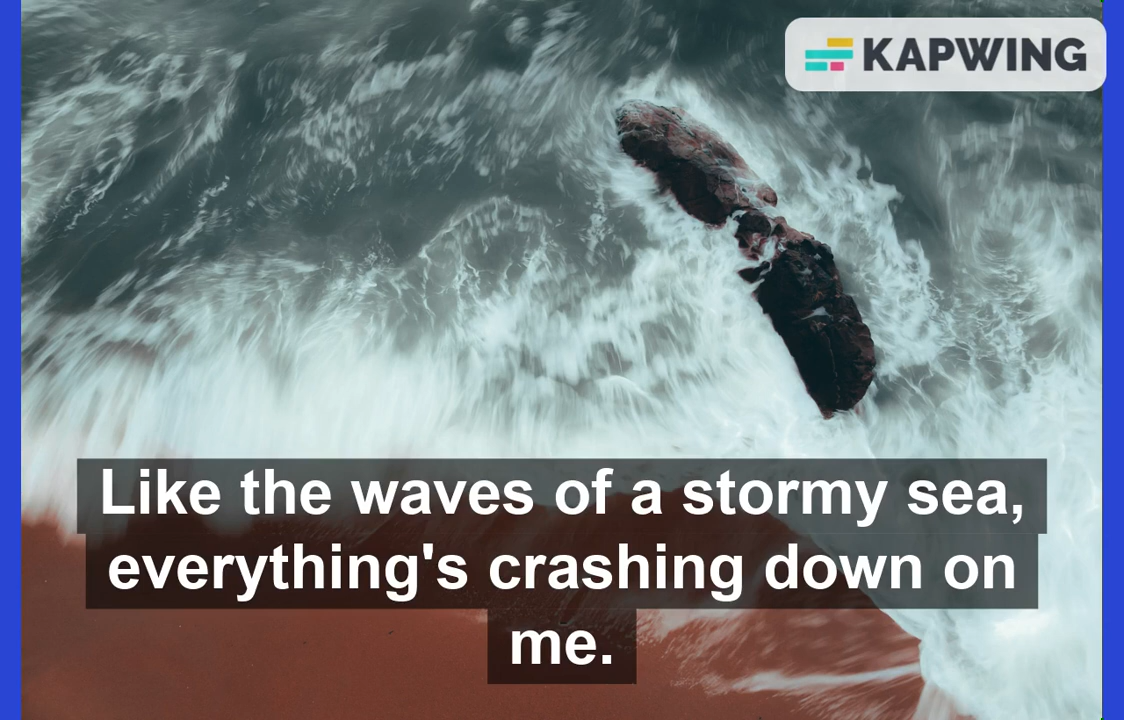 KAPWING
Like the waves of a stormy sea,
everything's crashing down on
me.